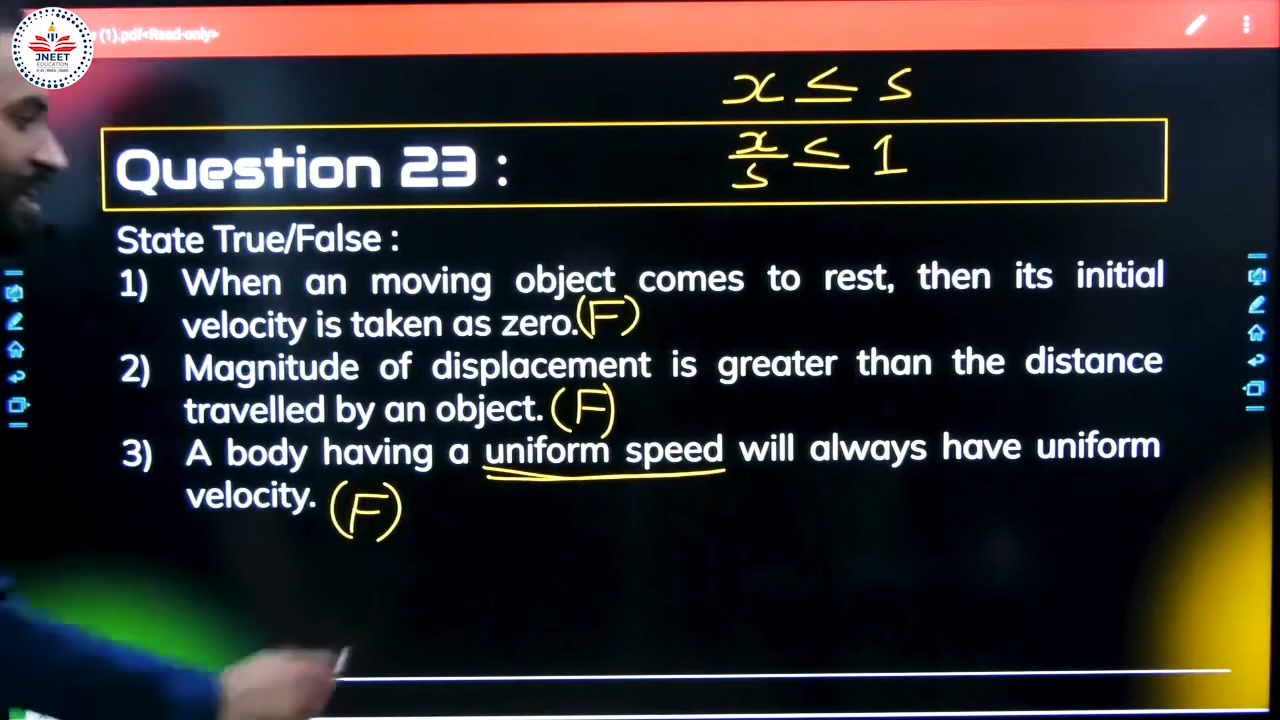 (1).pdf<Read-only>
JNEET
EDUCATION
x ≤ s
x/s ≤ 1
Question 23 :
State True/False :
1) When an moving object comes to rest, then its initial
velocity is taken as zero. (F)
2) Magnitude of displacement is greater than the distance
travelled by an object. (F)
3) A body having a uniform speed will always have uniform
velocity. (F)